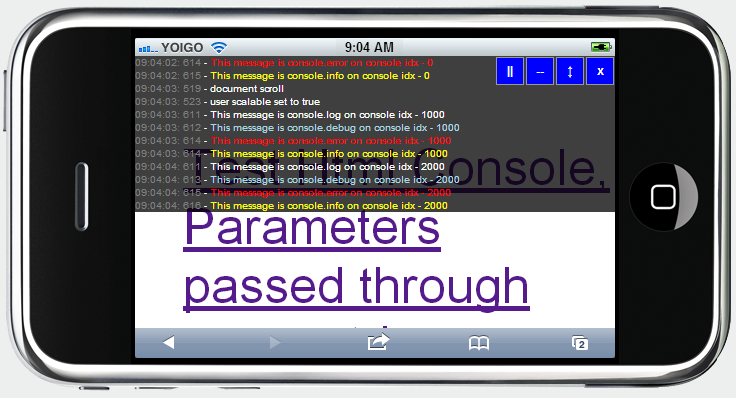 YOIGO 9:04 AM
09:04:02: 614 - This message is console.error on console idx - 0
09:04:02: 615 - This message is console.info on console idx - 0
09:04:03: 519 - document scroll
09:04:03: 523 - user scalable set to true
09:04:03: 611 - This message is console.log on console idx - 1000
09:04:03: 612 - This message is console.debug on console idx - 1000
09:04:03: 614 - This message is console.error on console idx - 1000
09:04:03: 614 - This message is console.info on console idx - 1000
09:04:04: 611 - This message is console.log on console idx - 2000
09:04:04: 613 - This message is console.debug on console idx - 2000
09:04:04: 615 - This message is console.error on console idx - 2000
09:04:04: 616 - This message is console.info on console idx - 2000
|| -- ↕ x
console,
Parameters
passed through
2